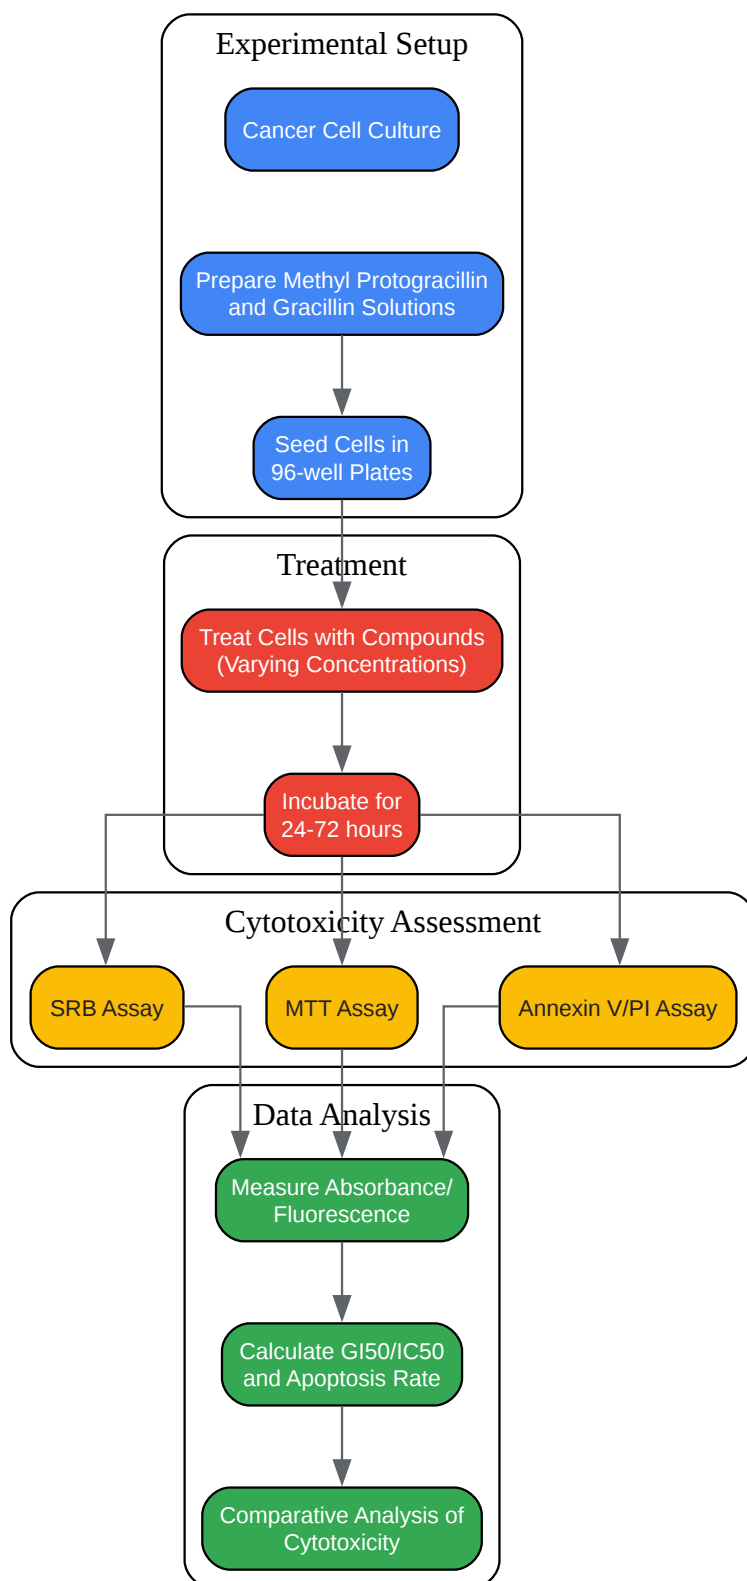 Experimental Setup
Cancer Cell Culture
Prepare Methyl Protogracillin
and Gracillin Solutions
Seed Cells in
96-well Plates
Treatment
Treat Cells with Compounds
(Varying Concentrations)
Incubate for
24-72 hours
Cytotoxicity Assessment
SRB Assay
MTT Assay
Annexin V/PI Assay
Data Analysis
Measure Absorbance/
Fluorescence
Calculate GI50/IC50
and Apoptosis Rate
Comparative Analysis of
Cytotoxicity